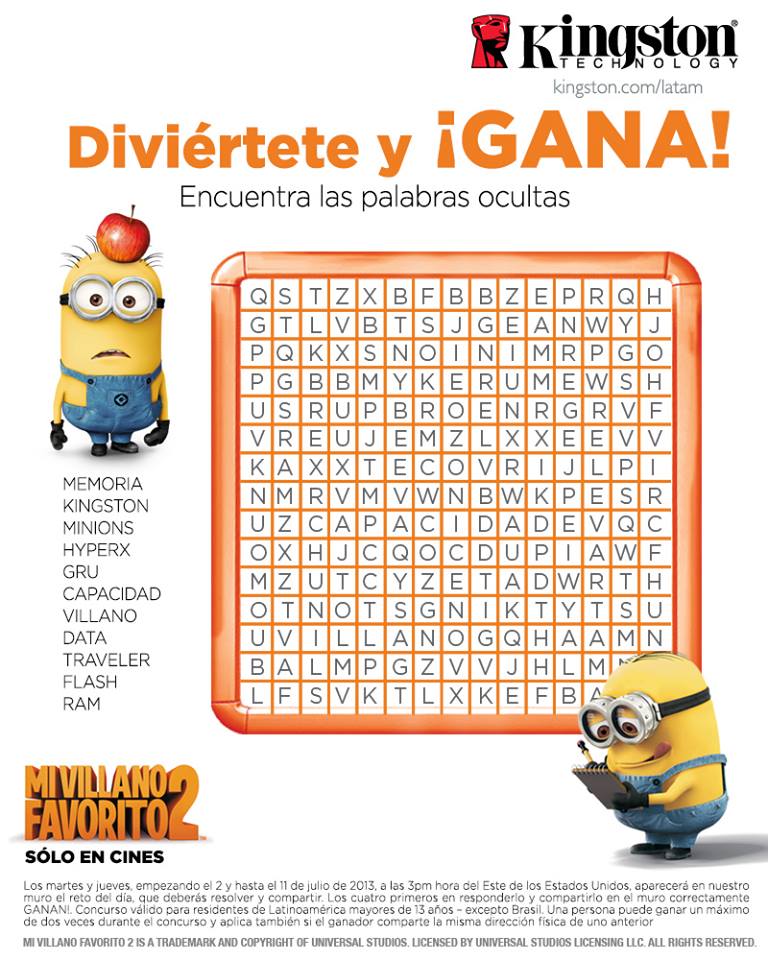 Kingston®
TECHNOLOGY
kingston.com/latam
Diviértete y ¡GANA!
Encuentra las palabras ocultas
Q S T Z X B F B B Z E P R Q H
G T L V B T S J G E A N W Y J
P Q K X S N O I N I M R P G O
P G B B M Y K E R U M E W S H
U S R U P B R O E N R G R V F
V R E U J E M Z L X X E E V V
K A X X T E C O V R I J L P I
N M R V M V W N B W K P E S R
U Z C A P A C I D A D E V Q C
O X H J C Q O C D U P I A W F
M Z U T C Y Z E T A D W R T H
O T N O T S G N I K T Y T S U
U V I L L A N O G Q H A A M N
B A L M P G Z V V J H L M
L F S V K T L X K E F B
MEMORIA
KINGSTON
MINIONS
HYPERX
GRU
CAPACIDAD
VILLANO
DATA
TRAVELER
FLASH
RAM
MI VILLANO
FAVORITO 2
SÓLO EN CINES
Los martes y jueves, empezando el 2 y hasta el 11 de julio de 2013, a las 3pm hora del Este de los Estados Unidos, aparecerá en nuestro
muro el reto del día, que deberás resolver y compartir. Los cuatro primeros en responderlo y compartirlo en el muro correctamente
GANAN!. Concurso válido para residentes de Latinoamérica mayores de 13 años – excepto Brasil. Una persona puede ganar un máximo
de dos veces durante el concurso y aplica también si el ganador comparte la misma dirección física de uno anterior
MI VILLANO FAVORITO 2 IS A TRADEMARK AND COPYRIGHT OF UNIVERSAL STUDIOS. LICENSED BY UNIVERSAL STUDIOS LICENSING LLC. ALL RIGHTS RESERVED.